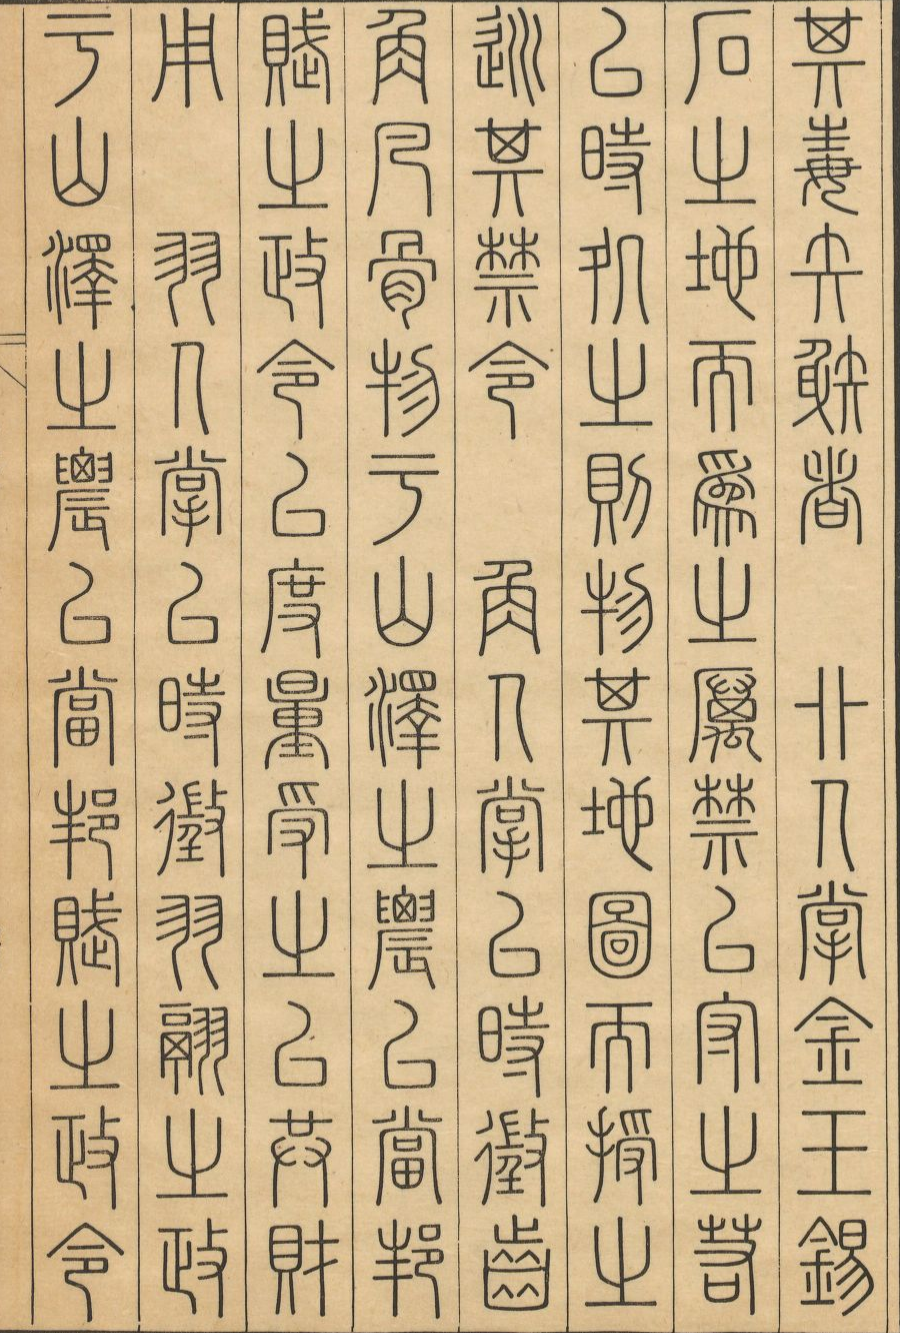 其毒矢射者　卝人掌金玉錫
石之地而爲之厲禁以守之若
以時取之則物其地圖而授之
巡其禁令　角人掌以時徵齒
角凡骨物于山澤之農以當邦
賦之政令以度量受之以共財
用　羽人掌以時徵羽翮之政
于山澤之農以當邦賦之政令